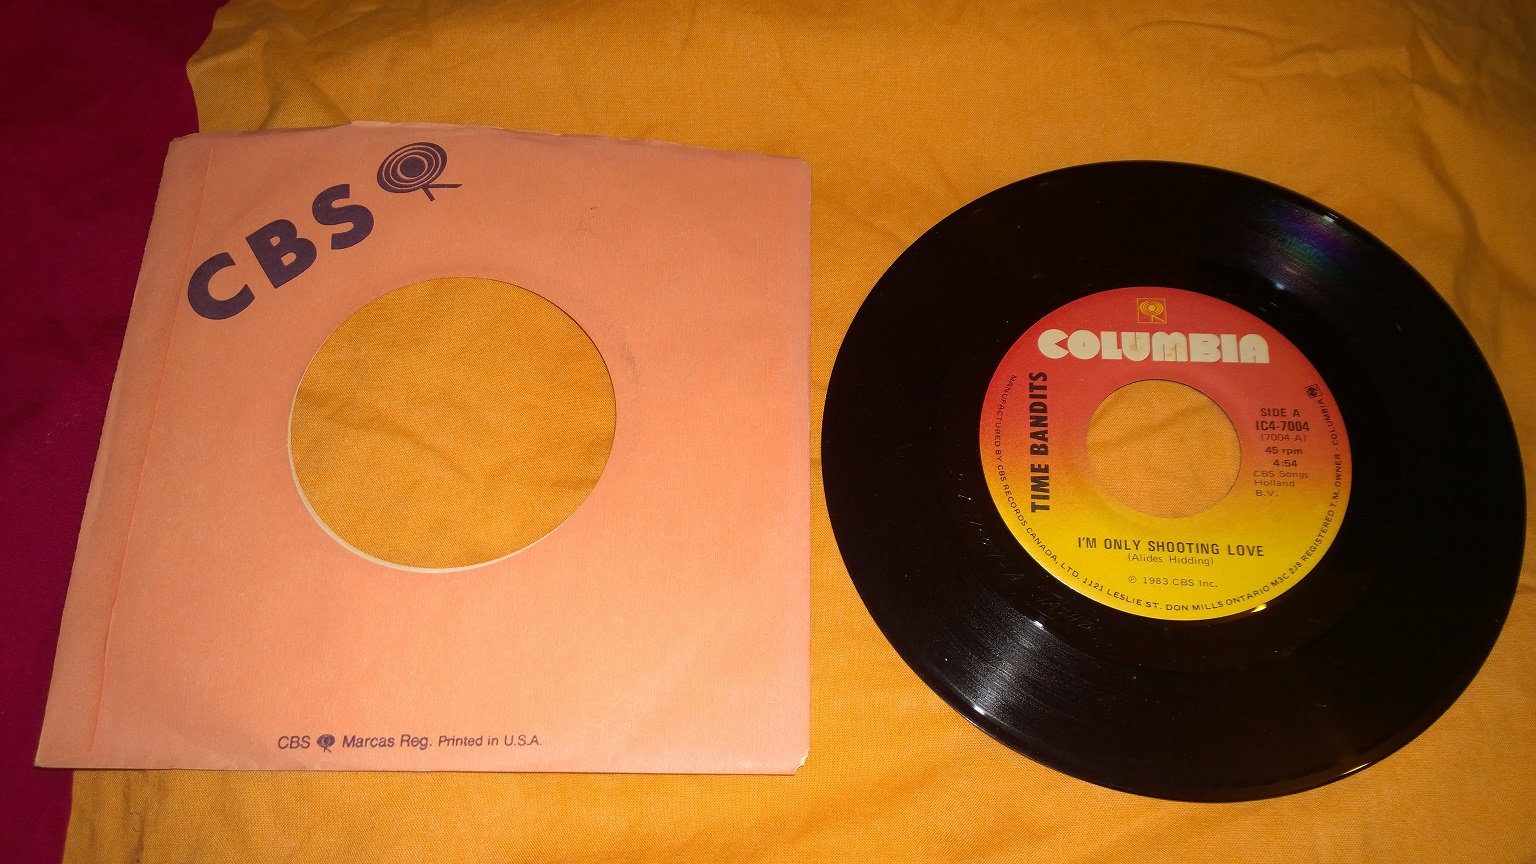 CBS
CBS Marcas Reg. Printed in U.S.A.
COLUMBIA
TIME BANDITS
SIDE A
IC4-7004
(7004-A)
45 rpm
4:54
CBS Songs
Holland
B.V.
I'M ONLY SHOOTING LOVE
(Alides Hidding)
℗ 1983 CBS Inc.
MANUFACTURED BY CBS RECORDS CANADA, LTD. 1121 LESLIE ST. DON MILLS ONTARIO M3C 2J8 REGISTERED T.M. OWNER COLUMBIA